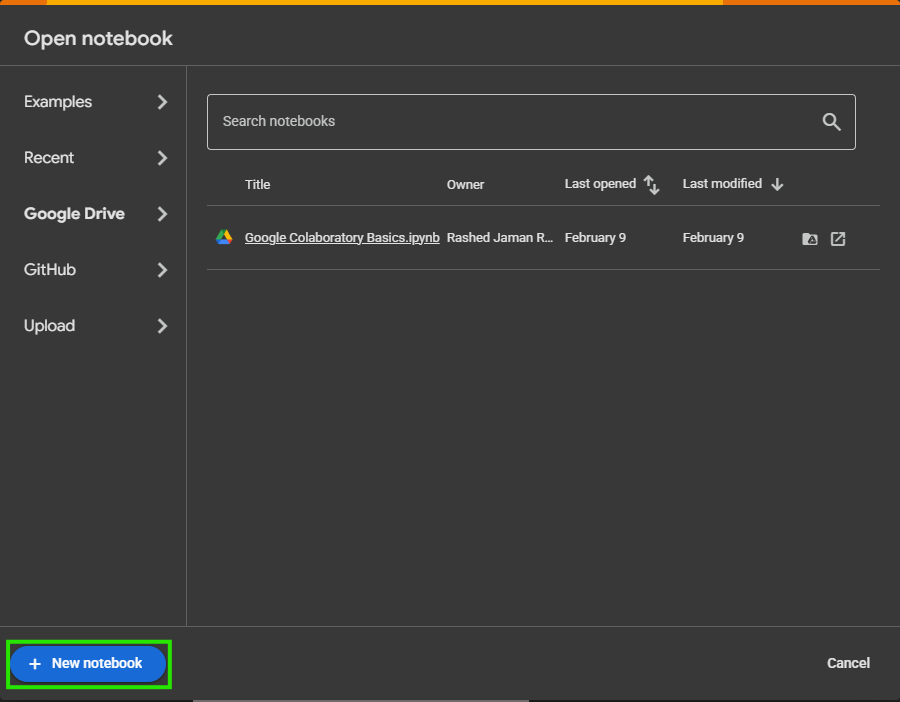 Open notebook
Examples
Recent
Google Drive
GitHub
Upload
Search notebooks
Title Owner Last opened Last modified
Google Colaboratory Basics.ipynb Rashed Jaman R... February 9 February 9
+ New notebook
Cancel